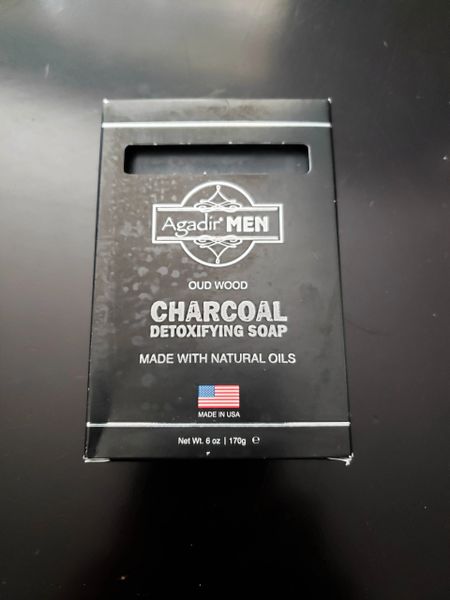 Agadir® MEN
OUD WOOD
CHARCOAL
DETOXIFYING SOAP
MADE WITH NATURAL OILS
MADE IN USA
Net Wt. 6 oz | 170g ℮